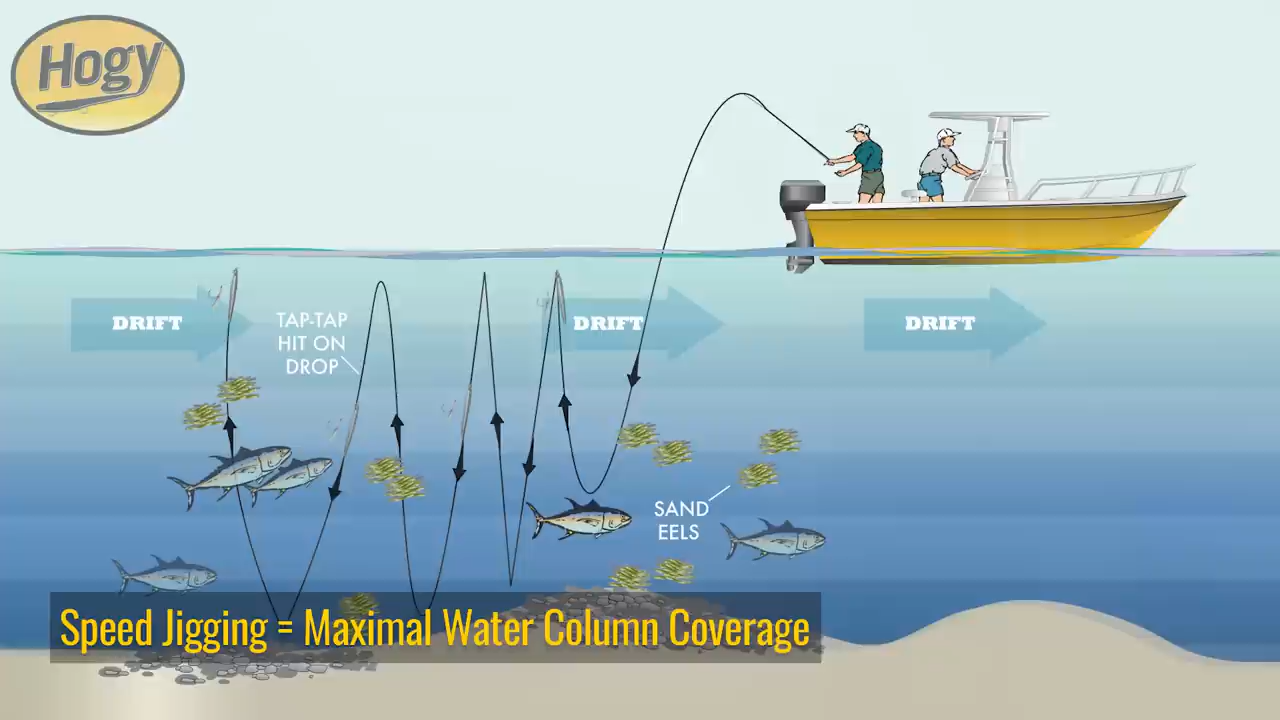 Hogy
DRIFT
TAP-TAP
HIT ON
DROP
DRIFT
DRIFT
SAND
EELS
Speed Jigging = Maximal Water Column Coverage